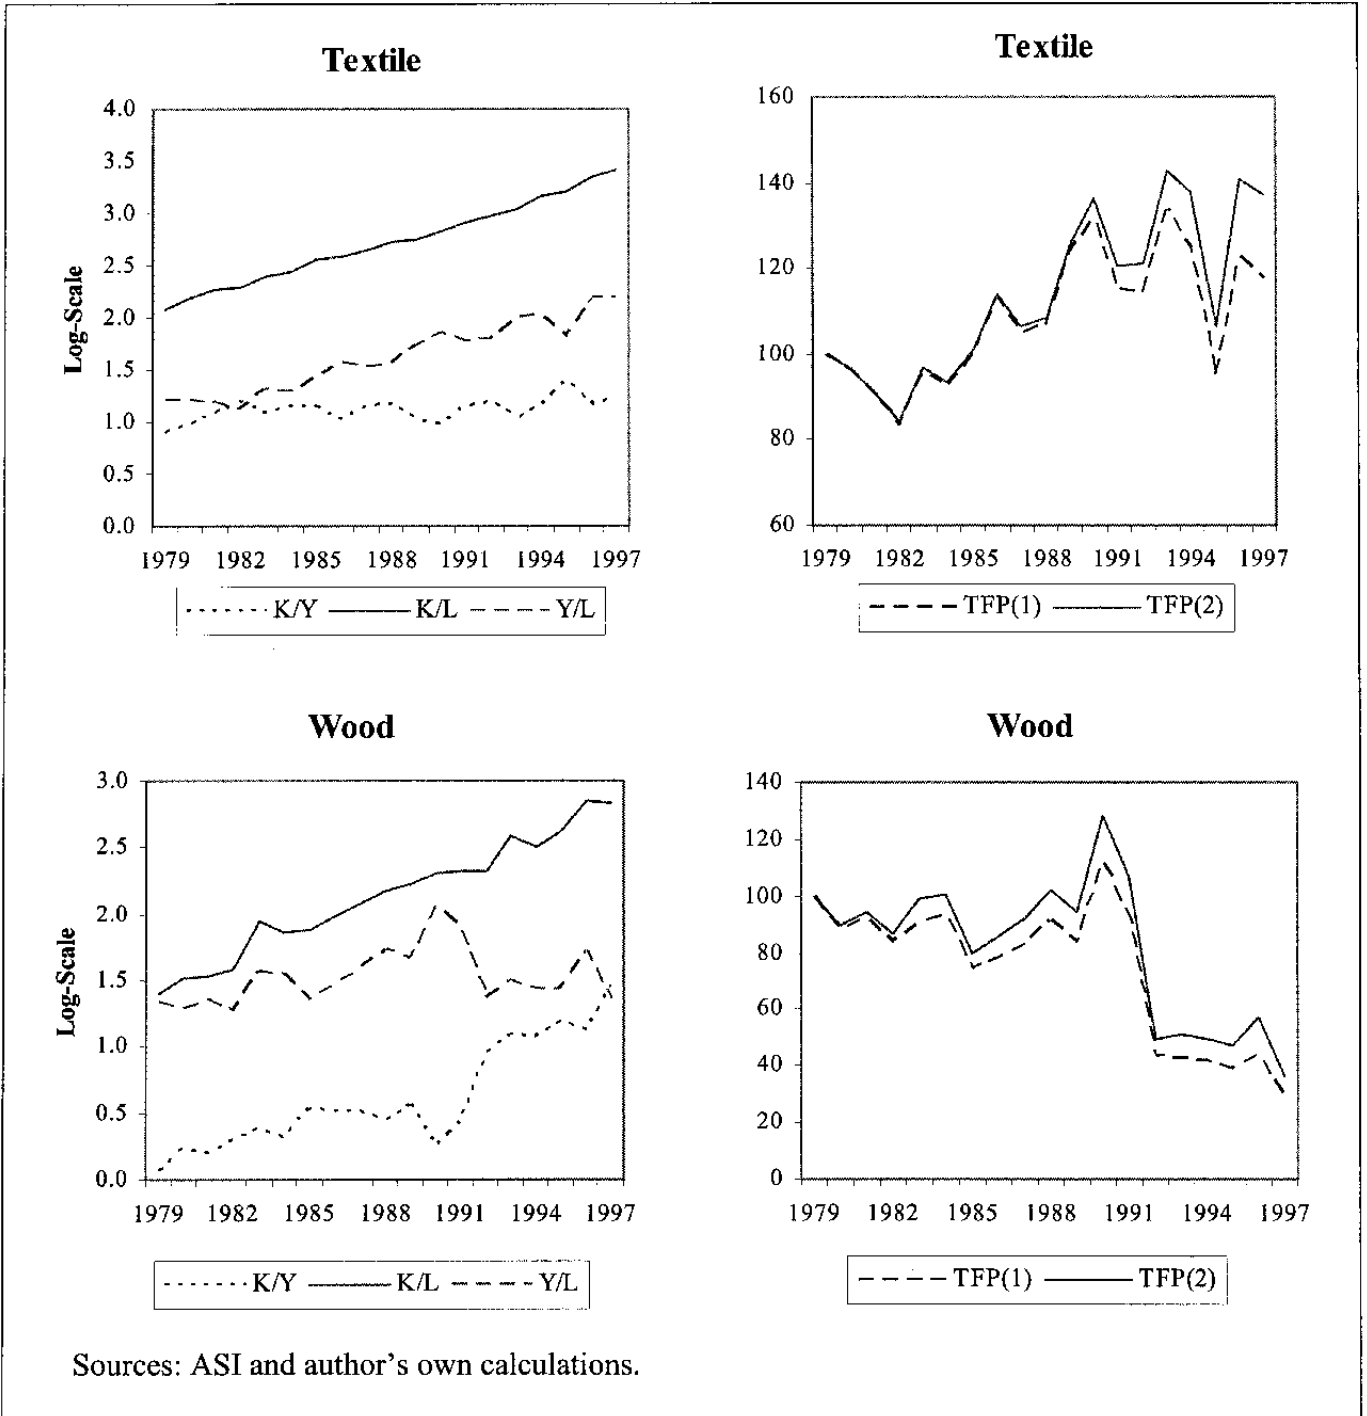 Textile
4.0
3.5
3.0
2.5
2.0
1.5
1.0
0.5
0.0
Log-Scale
1979 1982 1985 1988 1991 1994 1997
K/Y K/L Y/L
Textile
160
140
120
100
80
60
1979 1982 1985 1988 1991 1994 1997
TFP(1) TFP(2)
Wood
3.0
2.5
2.0
1.5
1.0
0.5
0.0
Log-Scale
1979 1982 1985 1988 1991 1994 1997
K/Y K/L Y/L
Wood
140
120
100
80
60
40
20
0
1979 1982 1985 1988 1991 1994 1997
TFP(1) TFP(2)
Sources: ASI and author's own calculations.